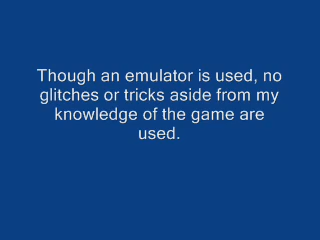 Though an emulator is used, no
glitches or tricks aside from my
knowledge of the game are
used.